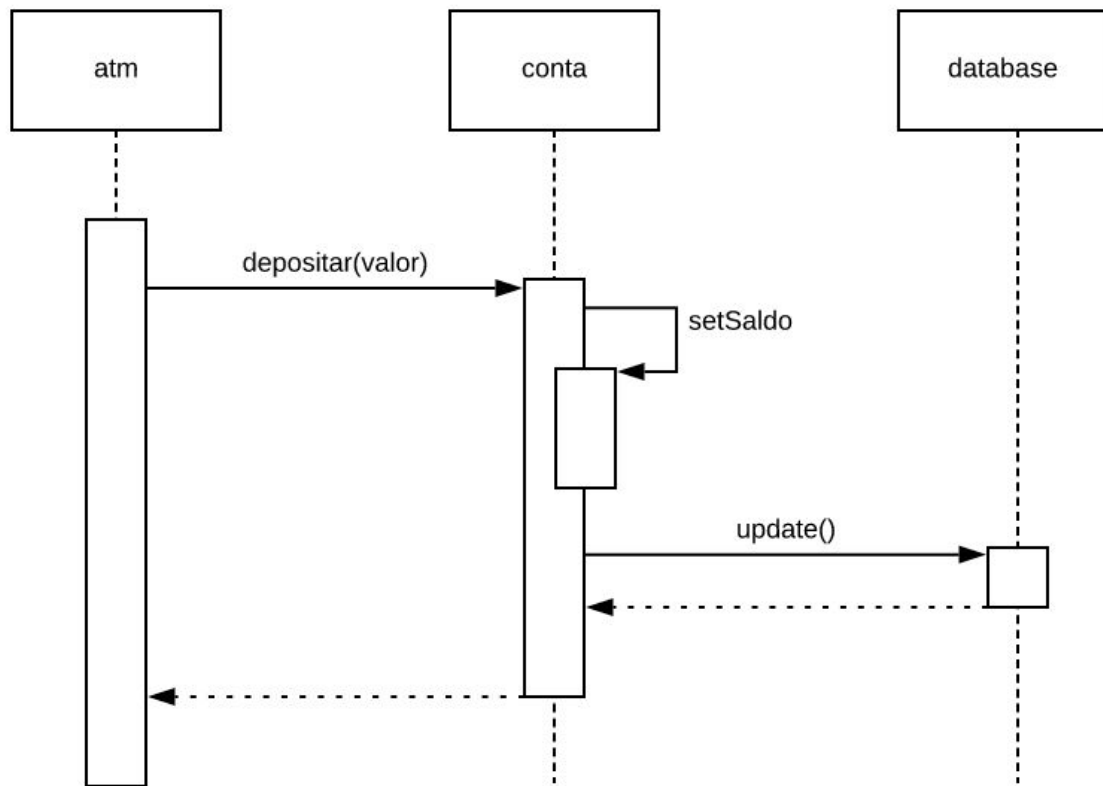 atm
conta
database
depositar(valor)
setSaldo
update()